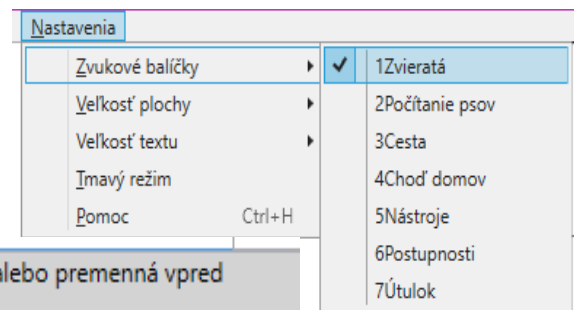 Nastavenia
Zvukové balíčky
Veľkosť plochy
Veľkosť textu
Tmavý režim
Pomoc Ctrl+H
1Zvieratá
2Počítanie psov
3Cesta
4Choď domov
5Nástroje
6Postupnosti
7Útulok
alebo premenná vpred